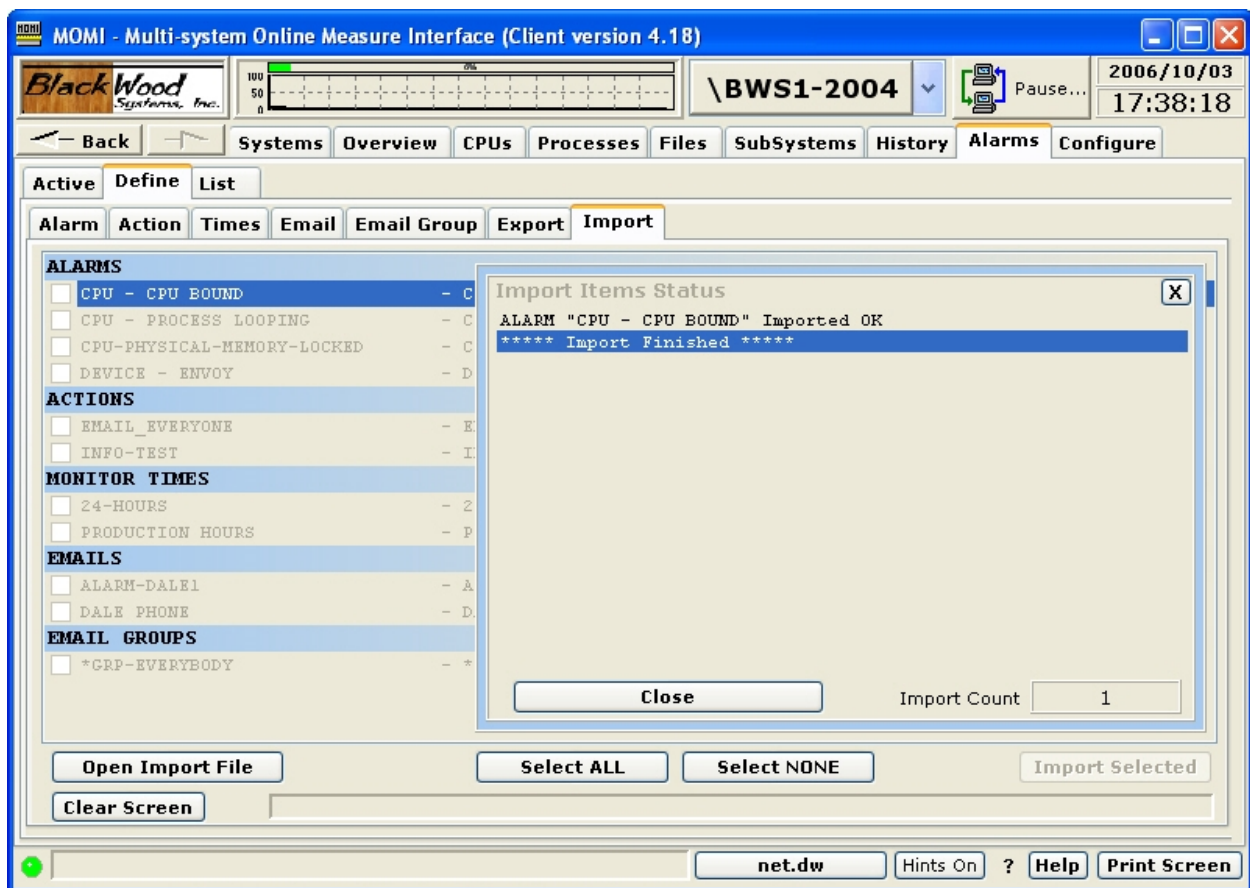 MOMI MOMI - Multi-system Online Measure Interface (Client version 4.18)
BlackWood Systems, Inc.
100
50
0
0%
\BWS1-2004
Pause...
2006/10/03
17:38:18
Back
Systems Overview CPUs Processes Files SubSystems History Alarms Configure
Active Define List
Alarm Action Times Email Email Group Export Import
ALARMS
CPU - CPU BOUND - C
CPU - PROCESS LOOPING - C
CPU-PHYSICAL-MEMORY-LOCKED - C
DEVICE - ENVOY - D
ACTIONS
EMAIL_EVERYONE - E
INFO-TEST - I
MONITOR TIMES
24-HOURS - 2
PRODUCTION HOURS - P
EMAILS
ALARM-DALE1 - A
DALE PHONE - D
EMAIL GROUPS
*GRP-EVERYBODY - *
Import Items Status
X
ALARM "CPU - CPU BOUND" Imported OK
***** Import Finished *****
Close
Import Count 1
Open Import File Select ALL Select NONE Import Selected
Clear Screen
net.dw Hints On ? Help Print Screen